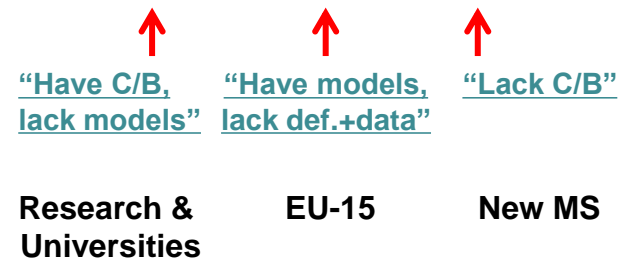 “Have C/B,
lack models”
“Have models,
lack def.+data”
“Lack C/B”
Research &
Universities
EU-15
New MS